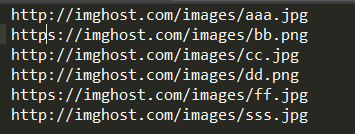 http://imghost.com/images/aaa.jpg
https://imghost.com/images/bb.png
http://imghost.com/images/cc.jpg
http://imghost.com/images/dd.png
https://imghost.com/images/ff.jpg
http://imghost.com/images/sss.jpg